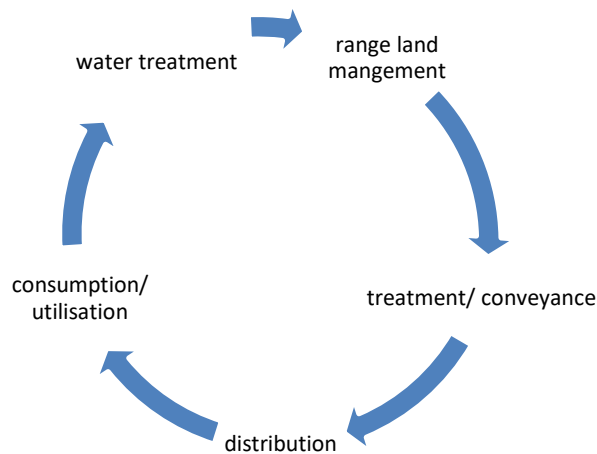 water treatment
range land
mangement
treatment/ conveyance
distribution
consumption/
utilisation